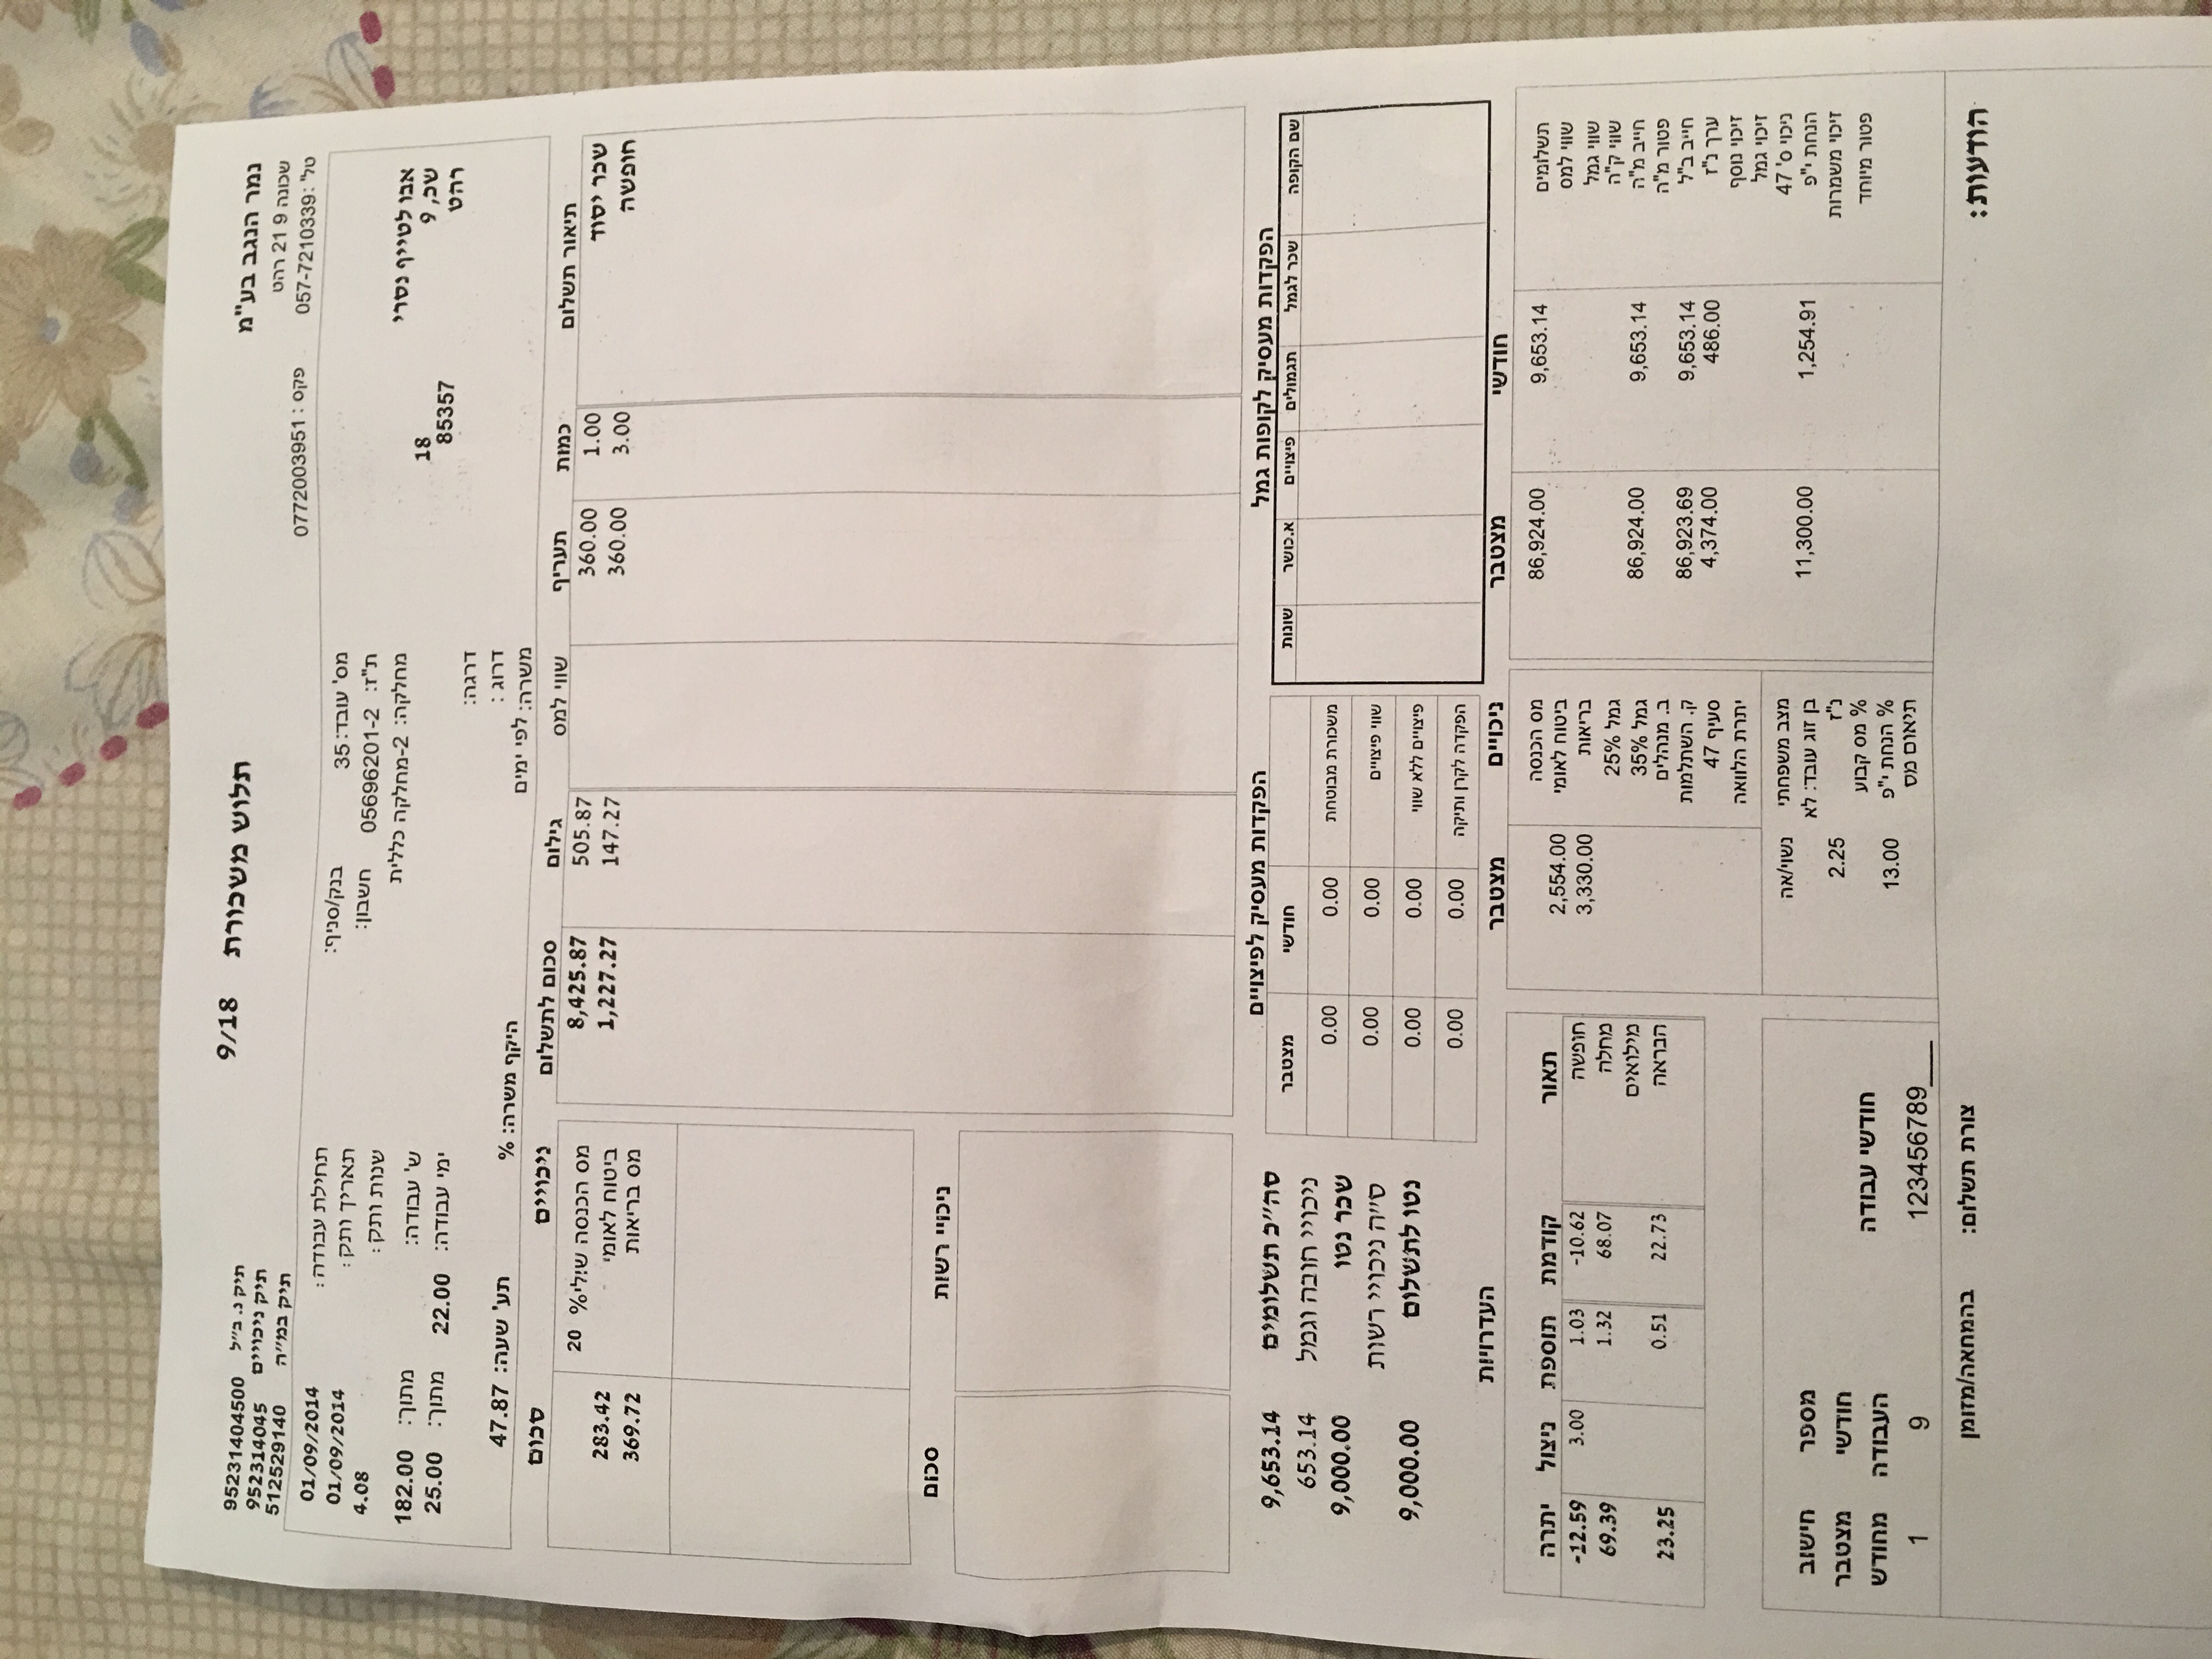 נמר הנגב בע"מ
שכונה 9 21 רהט
טל': 057-7210339 פקס : 0772003951
תלוש משכורת 9/18
תיק נ. ב"ל 95231404500
תיק ניכויים 952314045
תיק במ"ה 512529140
אבו לטייף נסרי
שכ, 9 18
רהט 85357
מס' עובד: 35 בנק/סניף:
ת"ז: 05696201-2 חשבון:
מחלקה: 2-מחלקה כללית
דרגה:
דרוג :
משרה: לפי ימים
היקף משרה: %
תחילת עבודה: 01/09/2014
תאריך ותק: 01/09/2014
שנות ותק: 4.08
ש' עבודה: מתוך: 182.00
ימי עבודה: 22.00 מתוך: 25.00
תע' שעה: 47.87
תיאור תשלום כמות תעריף שווי למס גילום סכום לתשלום
שכר יסוד 1.00 360.00 505.87 8,425.87
חופשה 3.00 360.00 147.27 1,227.27
ניכויים סכום
מס הכנסה שולי% 20
ביטוח לאומי 283.42
מס בריאות 369.72
ניכויי רשות סכום
הפקדות מעסיק לקופות גמל
שם הקופה שכר לגמל תגמולים פיצויים א.כושר שונות
הפקדות מעסיק לפיצויים
חודשי מצטבר
משכורת מבוטחת 0.00 0.00
שווי פיצויים 0.00 0.00
פיצויים ללא שווי 0.00 0.00
הפקדה לקרן ותיקה 0.00 0.00
סה"כ תשלומים 9,653.14
ניכויי חובה וגמל 653.14
שכר נטו 9,000.00
ס"ה ניכויי רשות
נטו לתשלום 9,000.00
חודשי מצטבר
תשלומים 9,653.14 86,924.00
שווי למס
שווי גמל
שווי ק"ה
חייב מ"ה 9,653.14 86,924.00
פטור מ"ה
חייב ב"ל 9,653.14 86,923.69
ערך נ"ז 486.00 4,374.00
זיכוי נוסף
זיכוי גמל
ניכוי ס' 47
הנחת י"פ 1,254.91 11,300.00
זיכוי משמרות
פטור מיוחד
ניכויים מצטבר
מס הכנסה
ביטוח לאומי 2,554.00
בריאות 3,330.00
גמל 25%
גמל 35%
ב. מנהלים
ק. השתלמות
סעיף 47
יתרת הלוואה
מצב משפחתי נשוי/אה
בן זוג עובד: לא
נ"ז 2.25
% מס קבוע
% הנחת י"פ 13.00
תיאום מס
העדרויות
תאור קודמת תוספת ניצול יתרה
חופשה -10.62 1.03 3.00 -12.59
מחלה 68.07 1.32 69.39
מילואים
הבראה 22.73 0.51 23.25
מספר חישוב
חודשי מצטבר
חודשי עבודה העבודה מחודש
123456789___ 9 1
צורת תשלום: בהמחאה/מזומן
הודעות: